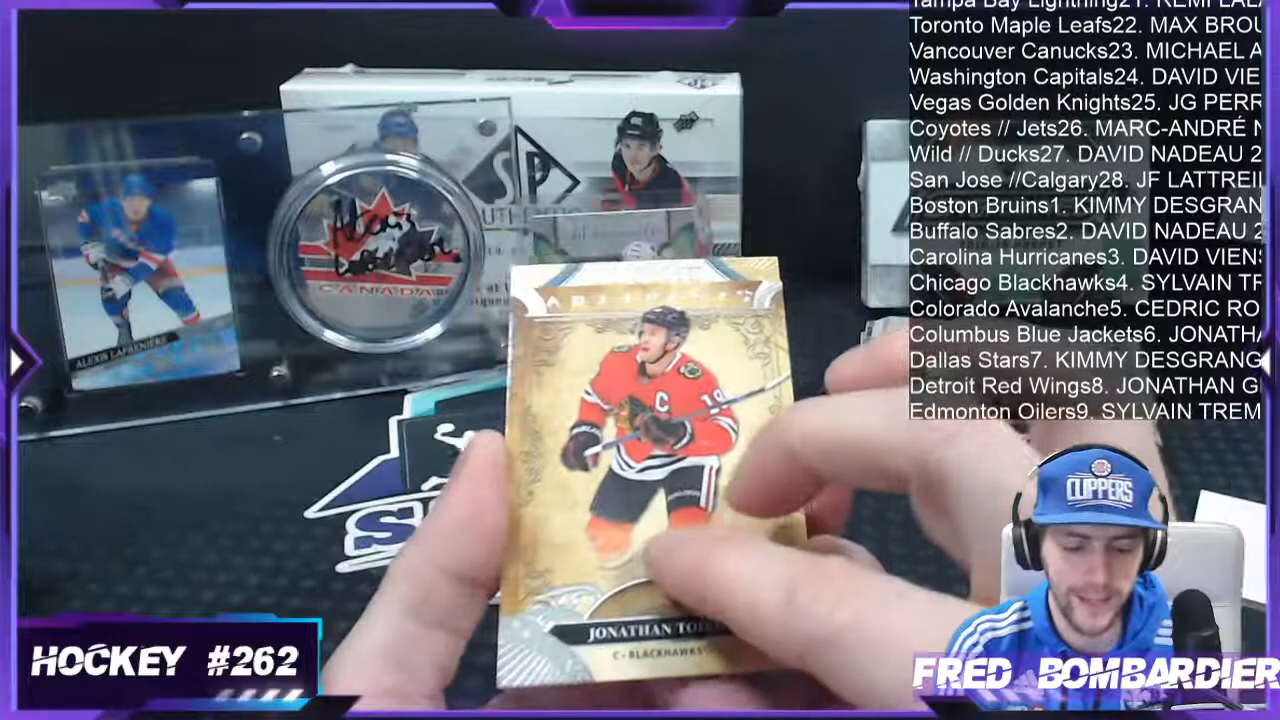 Toronto Maple Leafs22. MAX BROU
Vancouver Canucks23. MICHAEL A
Washington Capitals24. DAVID VIE
Vegas Golden Knights25. JG PERR
Coyotes // Jets26. MARC-ANDRÉ N
Wild // Ducks27. DAVID NADEAU 2
San Jose //Calgary28. JF LATTREIL
Boston Bruins1. KIMMY DESGRAN
Buffalo Sabres2. DAVID NADEAU 2
Carolina Hurricanes3. DAVID VIENS
Chicago Blackhawks4. SYLVAIN TR
Colorado Avalanche5. CEDRIC RO
Columbus Blue Jackets6. JONATHA
Dallas Stars7. KIMMY DESGRANG
Detroit Red Wings8. JONATHAN G
Edmonton Oilers9. SYLVAIN TREM
SP
ALEXIS LAFRENIÈRE
CANADA
ARTIFACTS
C
19
JONATHAN
C - BLACKHAWKS
CLIPPERS
HOCKEY #262
FRED BOMBARDIER